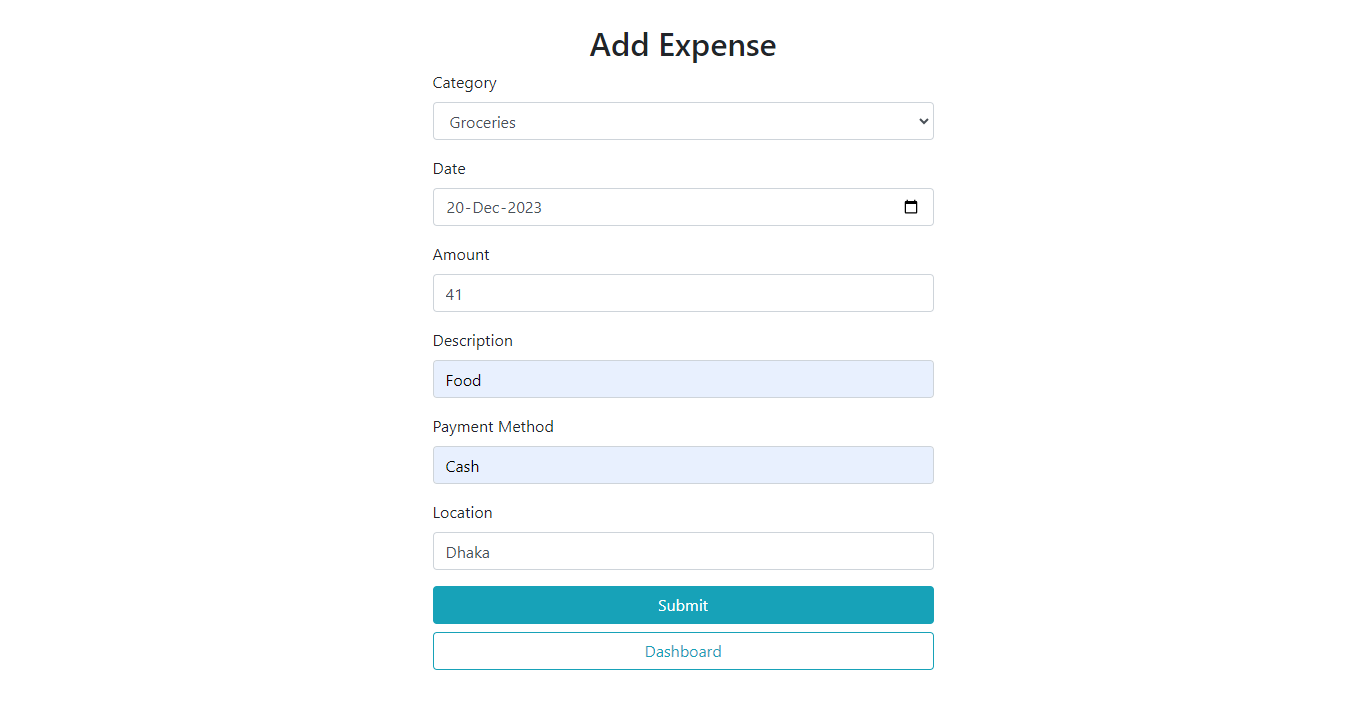 Add Expense
Category
Groceries
Date
20-Dec-2023
Amount
41
Description
Food
Payment Method
Cash
Location
Dhaka
Submit
Dashboard